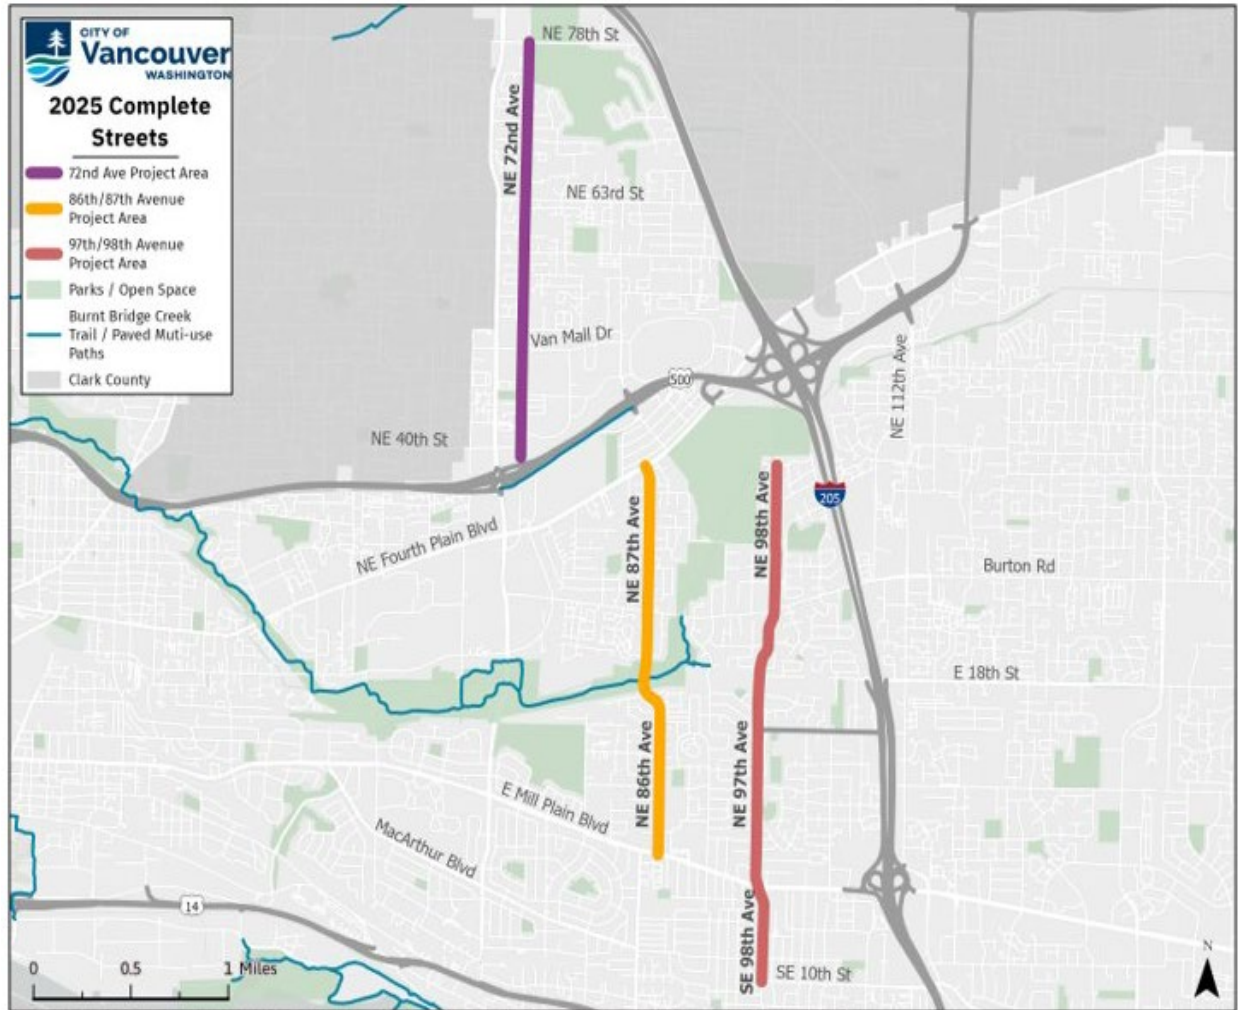 CITY OF
Vancouver
WASHINGTON
2025 Complete
Streets
72nd Ave Project Area
86th/87th Avenue
Project Area
97th/98th Avenue
Project Area
Parks / Open Space
Burnt Bridge Creek
Trail / Paved Muti-use
Paths
Clark County
NE 78th St
NE 72nd Ave
NE 63rd St
Van Mall Dr
500
NE 112th Ave
NE 40th St
205
NE Fourth Plain Blvd
NE 87th Ave
NE 98th Ave
Burton Rd
E 18th St
NE 86th Ave
NE 97th Ave
E Mill Plain Blvd
MacArthur Blvd
14
SE 98th Ave
SE 10th St
N
0 0.5 1 Miles